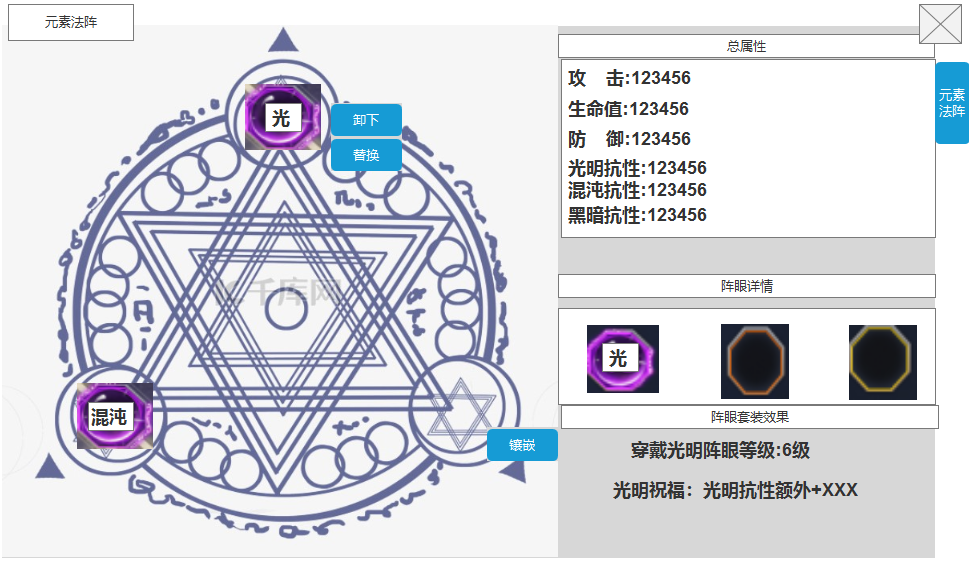 元素法阵
光
卸下
替换
混沌
镶嵌
千库网
总属性
攻 击:123456
生命值:123456
防 御:123456
光明抗性:123456
混沌抗性:123456
黑暗抗性:123456
元素
法阵
阵眼详情
光
阵眼套装效果
穿戴光明阵眼等级:6级
光明祝福：光明抗性额外+XXX